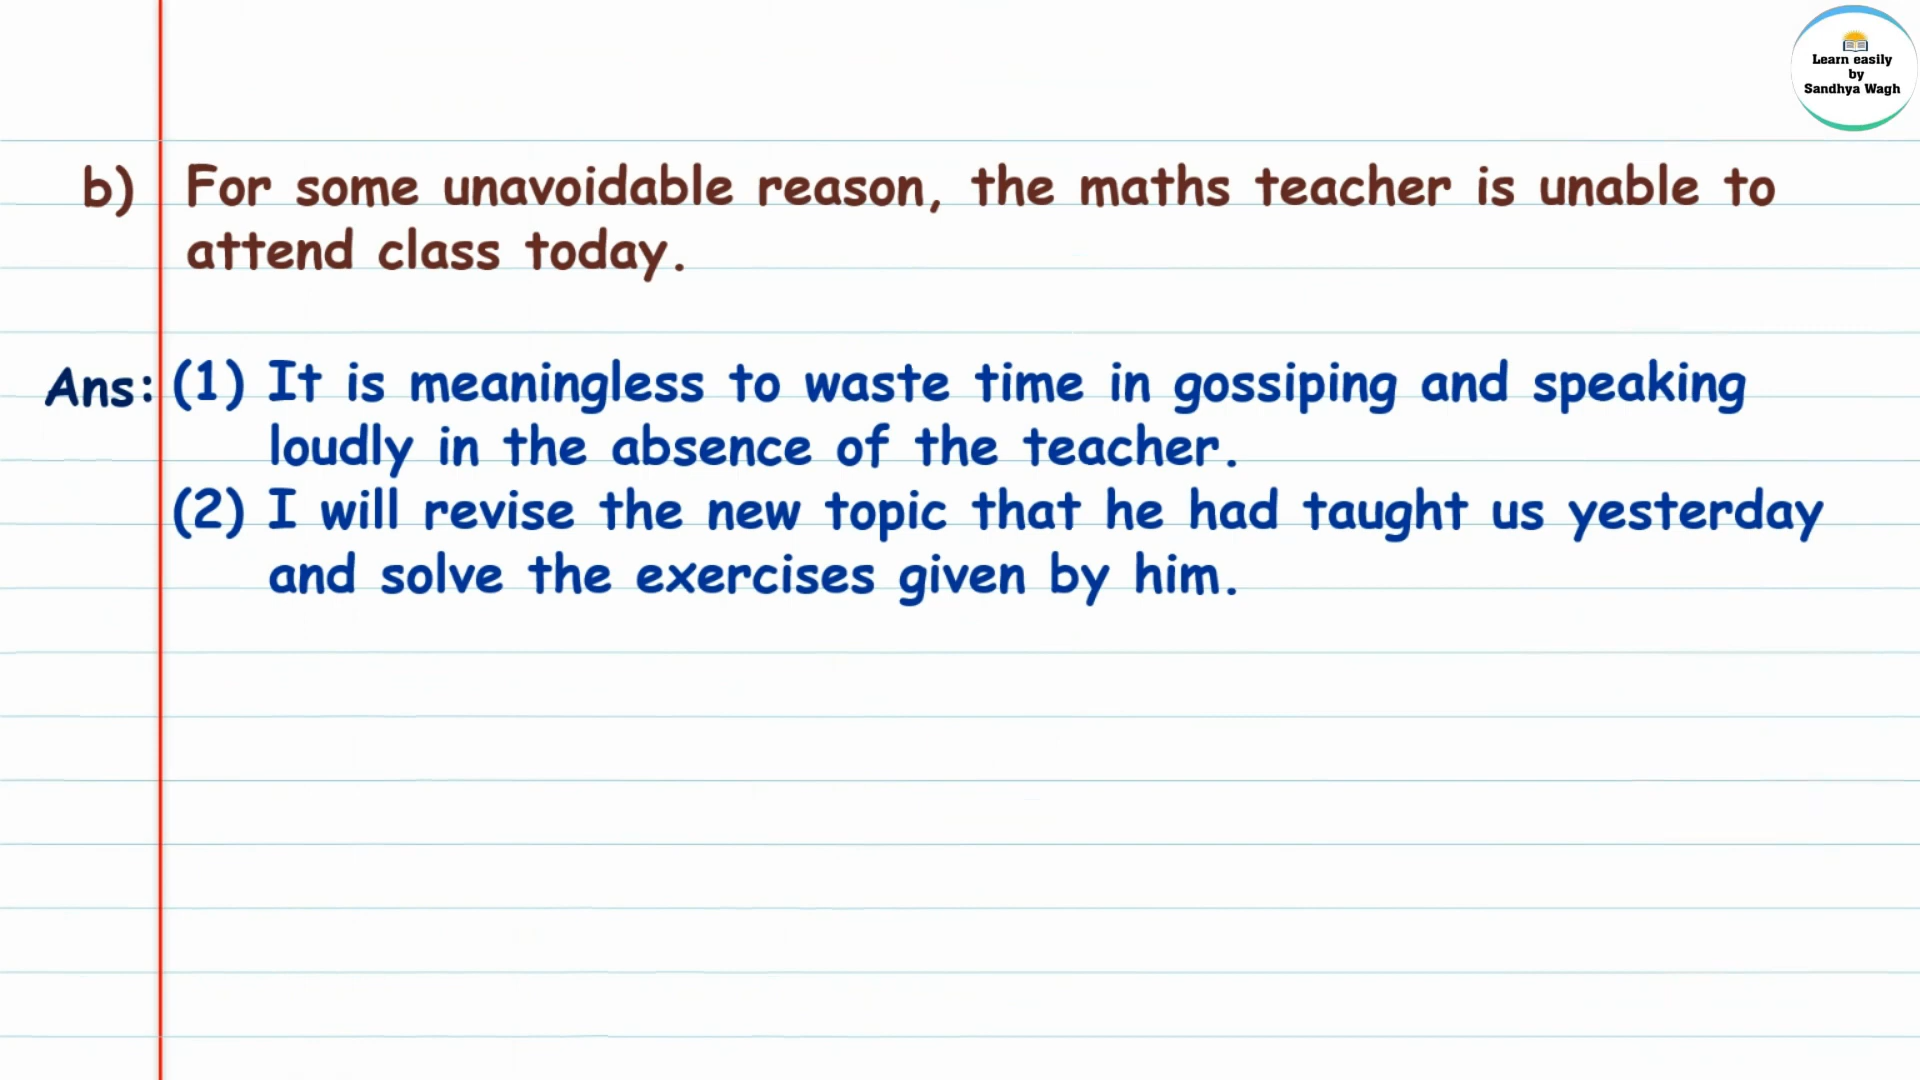 Learn easily
by
Sandhya Wagh
b) For some unavoidable reason, the maths teacher is unable to
attend class today.
Ans: (1) It is meaningless to waste time in gossiping and speaking
loudly in the absence of the teacher.
(2) I will revise the new topic that he had taught us yesterday
and solve the exercises given by him.